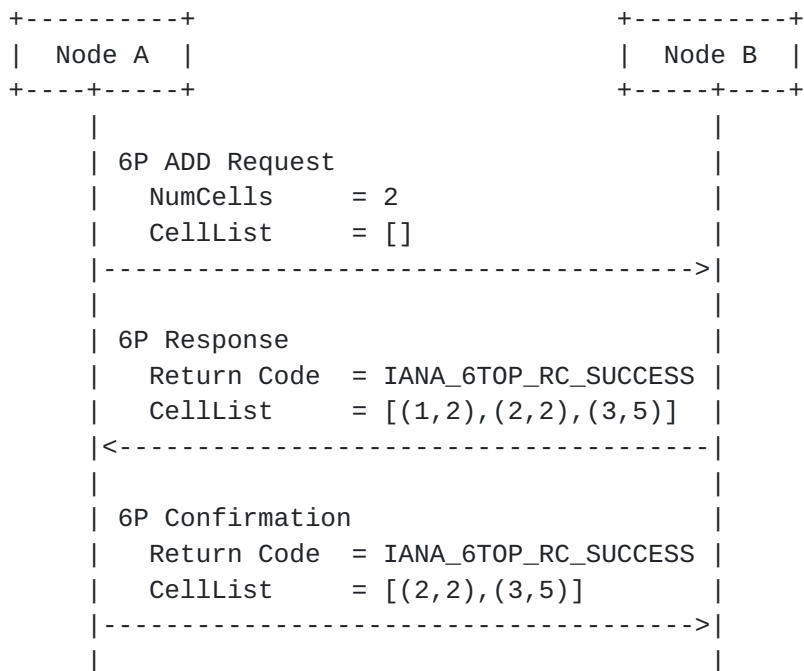 +----------+                           +----------+
|  Node A  |                           |  Node B  |
+----+-----+                           +-----+----+
     |                                       |
     | 6P ADD Request                        |
     |   NumCells     = 2                    |
     |   CellList     = []                   |
     |-------------------------------------->|
     |                                       |
     | 6P Response                           |
     |   Return Code  = IANA_6TOP_RC_SUCCESS |
     |   CellList     = [(1,2),(2,2),(3,5)]  |
     |<--------------------------------------|
     |                                       |
     | 6P Confirmation                       |
     |   Return Code  = IANA_6TOP_RC_SUCCESS |
     |   CellList     = [(2,2),(3,5)]        |
     |-------------------------------------->|
     |                                       |